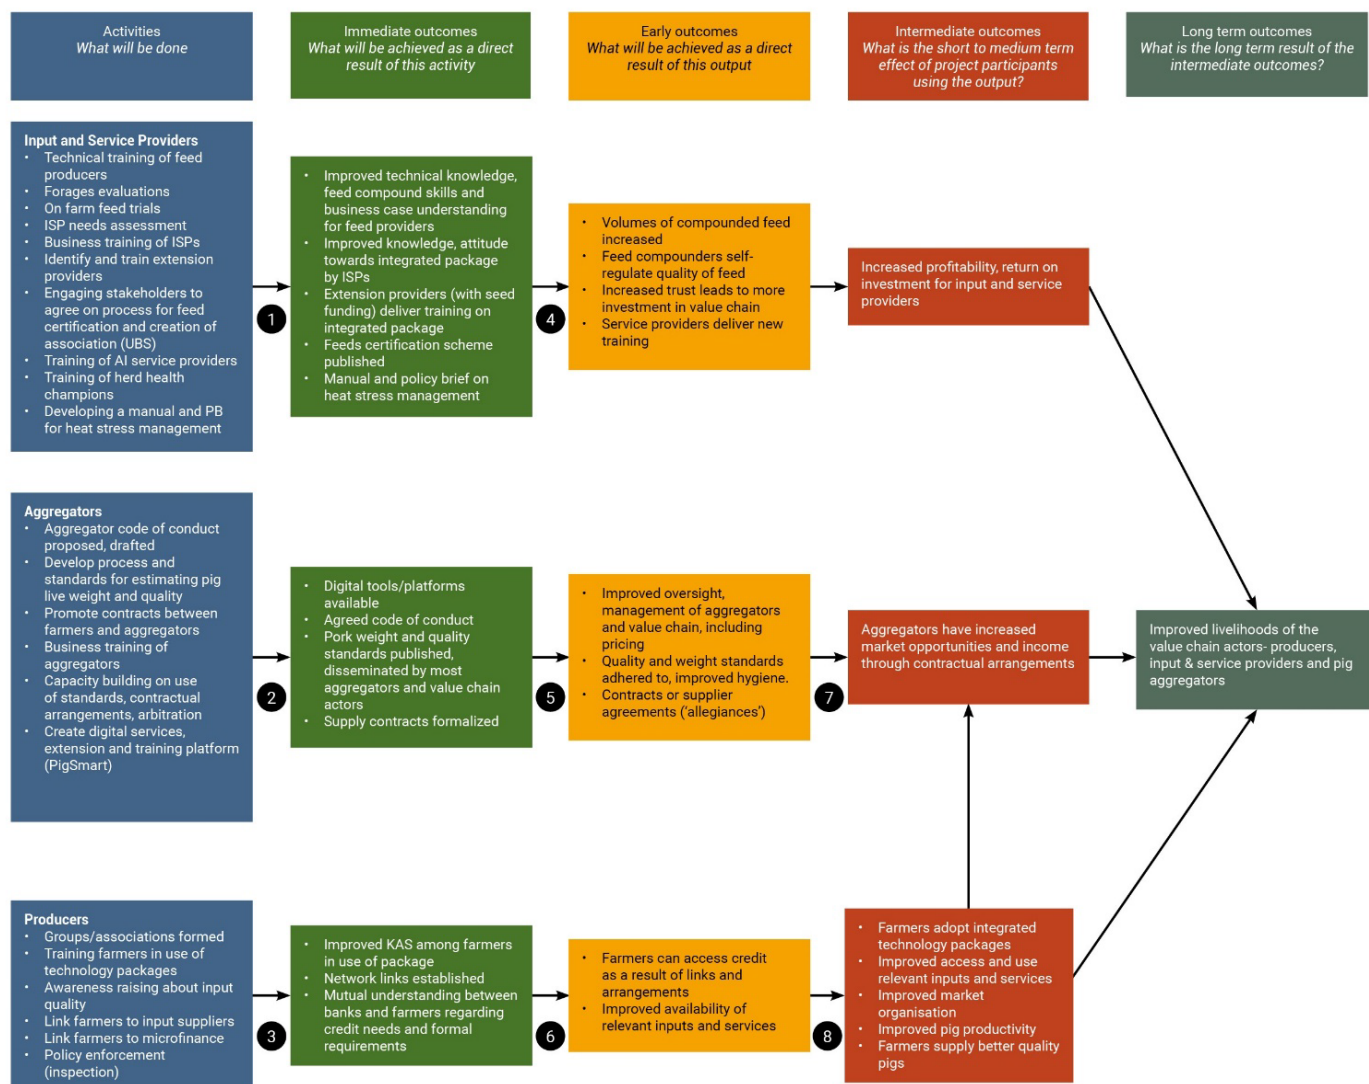 Activities
What will be done
Immediate outcomes
What will be achieved as a direct
result of this activity
Early outcomes
What will be achieved as a direct
result of this output
Intermediate outcomes
What is the short to medium term
effect of project participants
using the output?
Long term outcomes
What is the long term result of the
intermediate outcomes?
Input and Service Providers
• Technical training of feed
producers
• Forages evaluations
• On farm feed trials
• ISP needs assessment
• Business training of ISPs
• Identify and train extension
providers
• Engaging stakeholders to
agree on process for feed
certification and creation of
association (UBS)
• Training of AI service providers
• Training of herd health
champions
• Developing a manual and PB
for heat stress management
1
• Improved technical knowledge,
feed compound skills and
business case understanding
for feed providers
• Improved knowledge, attitude
towards integrated package
by ISPs
• Extension providers (with seed
funding) deliver training on
integrated package
• Feeds certification scheme
published
• Manual and policy brief on
heat stress management
4
• Volumes of compounded feed
increased
• Feed compounders self-
regulate quality of feed
• Increased trust leads to more
investment in value chain
• Service providers deliver new
training
Increased profitability, return on
investment for input and service
providers
Aggregators
• Aggregator code of conduct
proposed, drafted
• Develop process and
standards for estimating pig
live weight and quality
• Promote contracts between
farmers and aggregators
• Business training of
aggregators
• Capacity building on use
of standards, contractual
arrangements, arbitration
• Create digital services,
extension and training platform
(PigSmart)
2
• Digital tools/platforms
available
• Agreed code of conduct
• Pork weight and quality
standards published,
disseminated by most
aggregators and value chain
actors
• Supply contracts formalized
5
• Improved oversight,
management of aggregators
and value chain, including
pricing
• Quality and weight standards
adhered to, improved hygiene.
• Contracts or supplier
agreements (‘allegiances’)
7
Aggregators have increased
market opportunities and income
through contractual arrangements
Improved livelihoods of the
value chain actors- producers,
input & service providers and pig
aggregators
Producers
• Groups/associations formed
• Training farmers in use of
technology packages
• Awareness raising about input
quality
• Link farmers to input suppliers
• Link farmers to microfinance
• Policy enforcement
(inspection)
3
• Improved KAS among farmers
in use of package
• Network links established
• Mutual understanding between
banks and farmers regarding
credit needs and formal
requirements
6
• Farmers can access credit
as a result of links and
arrangements
• Improved availability of
relevant inputs and services
8
• Farmers adopt integrated
technology packages
• Improved access and use
relevant inputs and services
• Improved market
organisation
• Improved pig productivity
• Farmers supply better quality
pigs